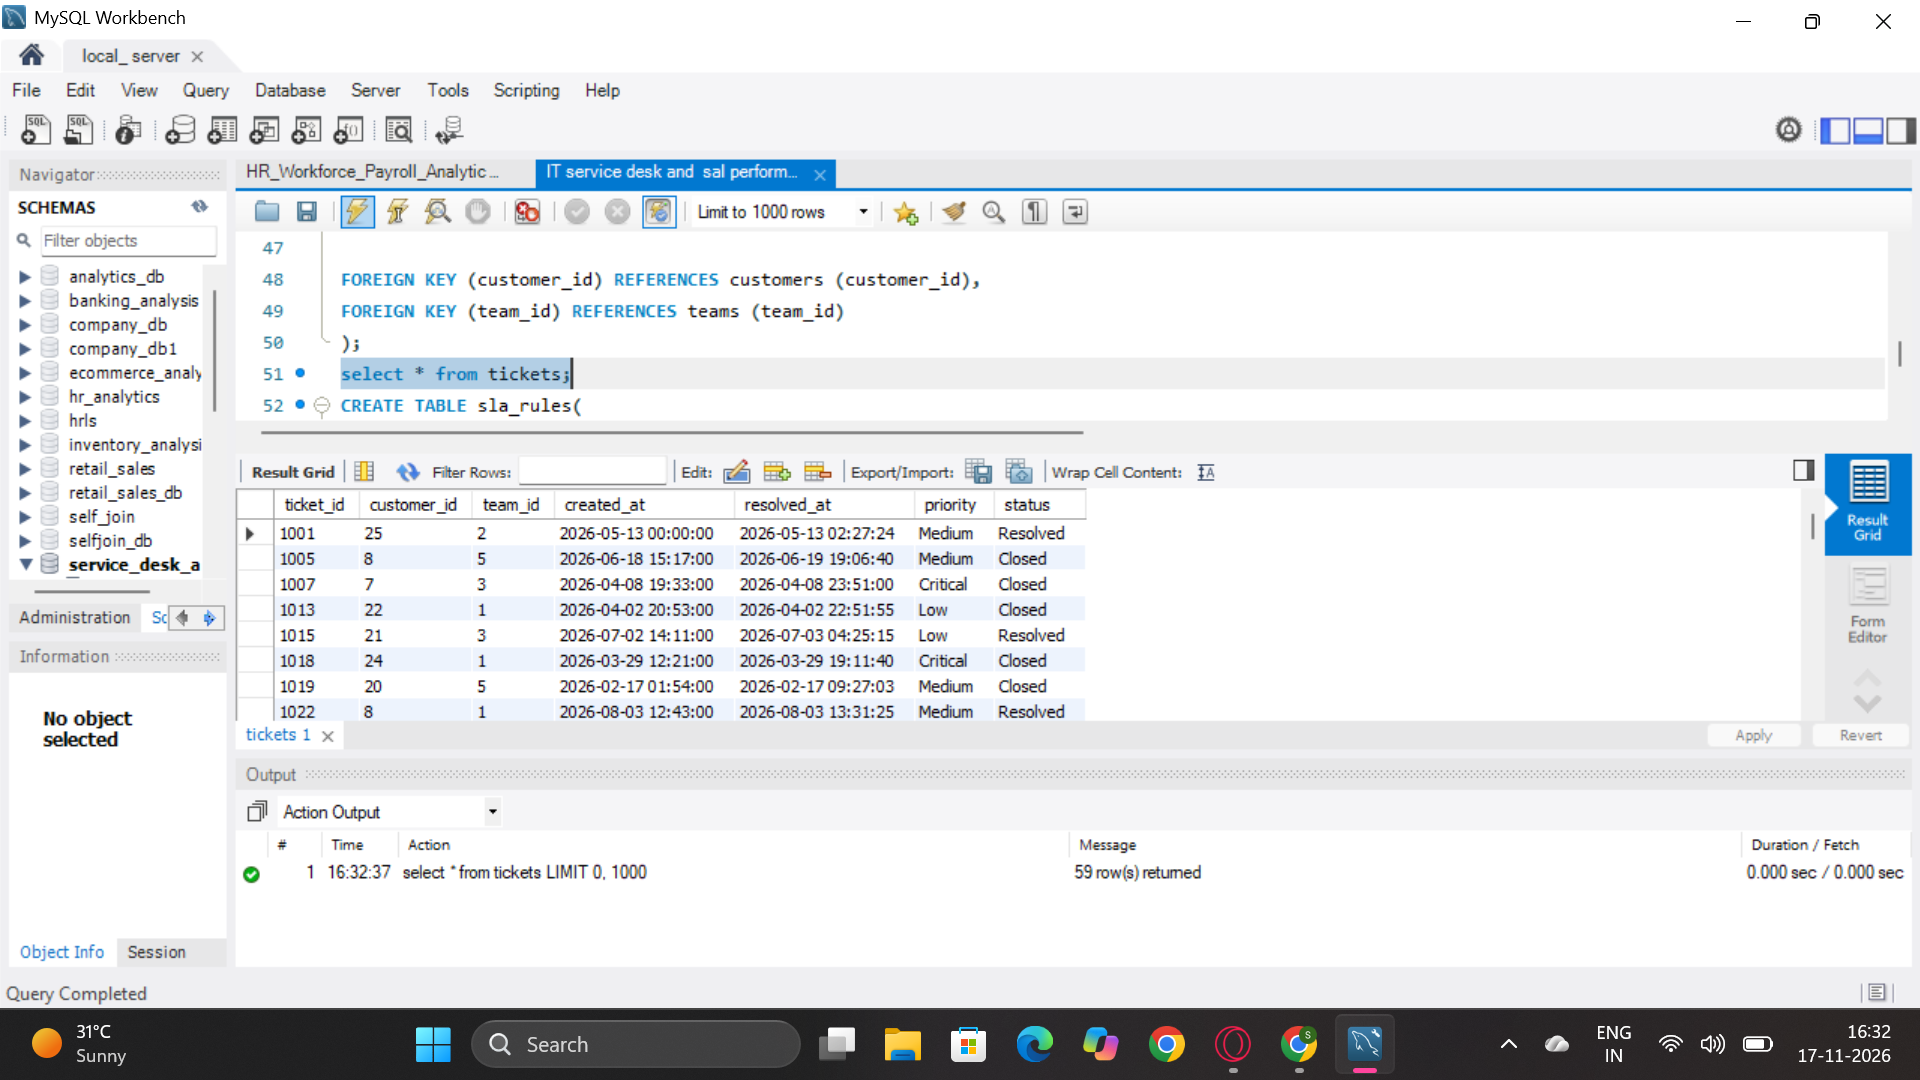 MySQL Workbench
local_ server
File Edit View Query Database Server Tools Scripting Help
Navigator
SCHEMAS
Filter objects
analytics_db
banking_analysis
company_db
company_db1
ecommerce_analy
hr_analytics
hrls
inventory_analysi
retail_sales
retail_sales_db
self_join
selfjoin_db
service_desk_a
Administration Sc
Information
No object
selected
Object Info Session
HR_Workforce_Payroll_Analytic ...
IT service desk and sal perform...
Limit to 1000 rows
47
48 FOREIGN KEY (customer_id) REFERENCES customers (customer_id),
49 FOREIGN KEY (team_id) REFERENCES teams (team_id)
50 );
51 select * from tickets;
52 CREATE TABLE sla_rules(
Result Grid Filter Rows: Edit: Export/Import: Wrap Cell Content:
ticket_id customer_id team_id created_at resolved_at priority status
1001 25 2 2026-05-13 00:00:00 2026-05-13 02:27:24 Medium Resolved
1005 8 5 2026-06-18 15:17:00 2026-06-19 19:06:40 Medium Closed
1007 7 3 2026-04-08 19:33:00 2026-04-08 23:51:00 Critical Closed
1013 22 1 2026-04-02 20:53:00 2026-04-02 22:51:55 Low Closed
1015 21 3 2026-07-02 14:11:00 2026-07-03 04:25:15 Low Resolved
1018 24 1 2026-03-29 12:21:00 2026-03-29 19:11:40 Critical Closed
1019 20 5 2026-02-17 01:54:00 2026-02-17 09:27:03 Medium Closed
1022 8 1 2026-08-03 12:43:00 2026-08-03 13:31:25 Medium Resolved
Result
Grid
Form
Editor
tickets 1
Apply Revert
Output
Action Output
# Time Action Message Duration / Fetch
1 16:32:37 select * from tickets LIMIT 0, 1000 59 row(s) returned 0.000 sec / 0.000 sec
Query Completed
31°C
Sunny
Search
ENG
IN
16:32
17-11-2026